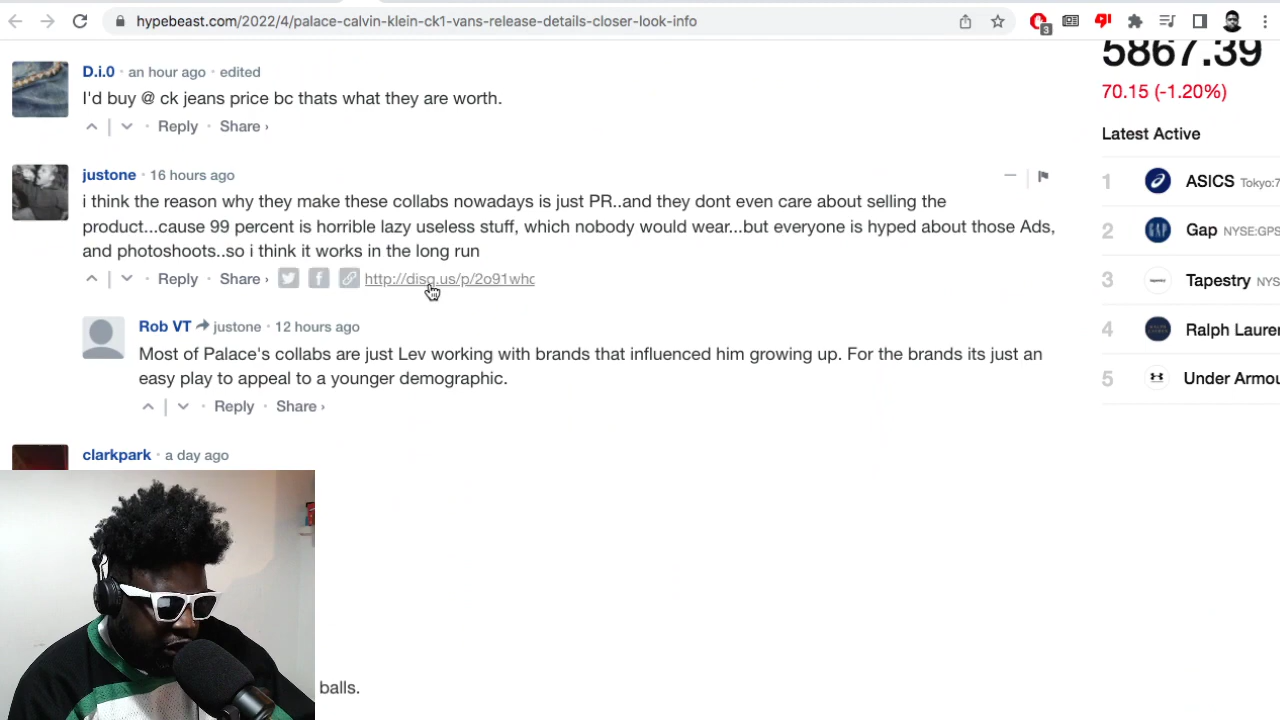 hypebeast.com/2022/4/palace-calvin-klein-ck1-vans-release-details-closer-look-info
3
5867.39
70.15 (-1.20%)
Latest Active
1 ASICS Tokyo:7
2 Gap NYSE:GPS
3 Tapestry NYS
4 Ralph Lauren
5 Under Armou
D.i.0 · an hour ago · edited
I'd buy @ ck jeans price bc thats what they are worth.
Reply · Share ›
justone · 16 hours ago
i think the reason why they make these collabs nowadays is just PR..and they dont even care about selling the
product...cause 99 percent is horrible lazy useless stuff, which nobody would wear...but everyone is hyped about those Ads,
and photoshoots..so i think it works in the long run
Reply · Share › http://disq.us/p/2o91whc
Rob VT justone · 12 hours ago
Most of Palace's collabs are just Lev working with brands that influenced him growing up. For the brands its just an
easy play to appeal to a younger demographic.
Reply · Share ›
clarkpark · a day ago
balls.